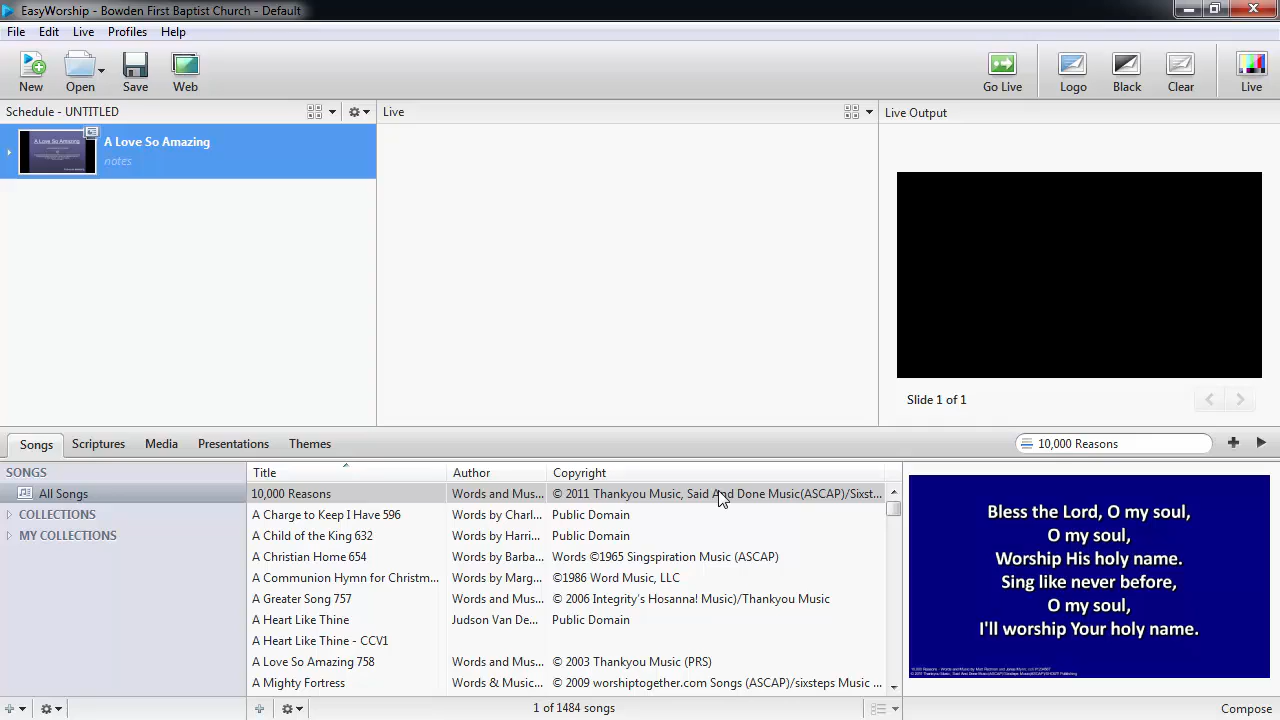 EasyWorship - Bowden First Baptist Church - Default
File Edit Live Profiles Help
New Open Save Web Go Live Logo Black Clear Live
Schedule - UNTITLED
Live
Live Output
A Love So Amazing
A Love So Amazing
notes
Slide 1 of 1
Songs Scriptures Media Presentations Themes
10,000 Reasons
SONGS
All Songs
COLLECTIONS
MY COLLECTIONS
Title Author Copyright
10,000 Reasons Words and Mus... © 2011 Thankyou Music, Said And Done Music(ASCAP)/Sixst...
A Charge to Keep I Have 596 Words by Charl... Public Domain
A Child of the King 632 Words by Harri... Public Domain
A Christian Home 654 Words by Barba... Words ©1965 Singspiration Music (ASCAP)
A Communion Hymn for Christm... Words by Marg... ©1986 Word Music, LLC
A Greater Song 757 Words and Mus... © 2006 Integrity's Hosanna! Music)/Thankyou Music
A Heart Like Thine Judson Van De... Public Domain
A Heart Like Thine - CCV1
A Love So Amazing 758 Words and Mus... © 2003 Thankyou Music (PRS)
A Mighty Fortress Words & Music ... © 2009 worshiptogether.com Songs (ASCAP)/sixsteps Music ...
Bless the Lord, O my soul,
O my soul,
Worship His holy name.
Sing like never before,
O my soul,
I'll worship Your holy name.
1 of 1484 songs
Compose